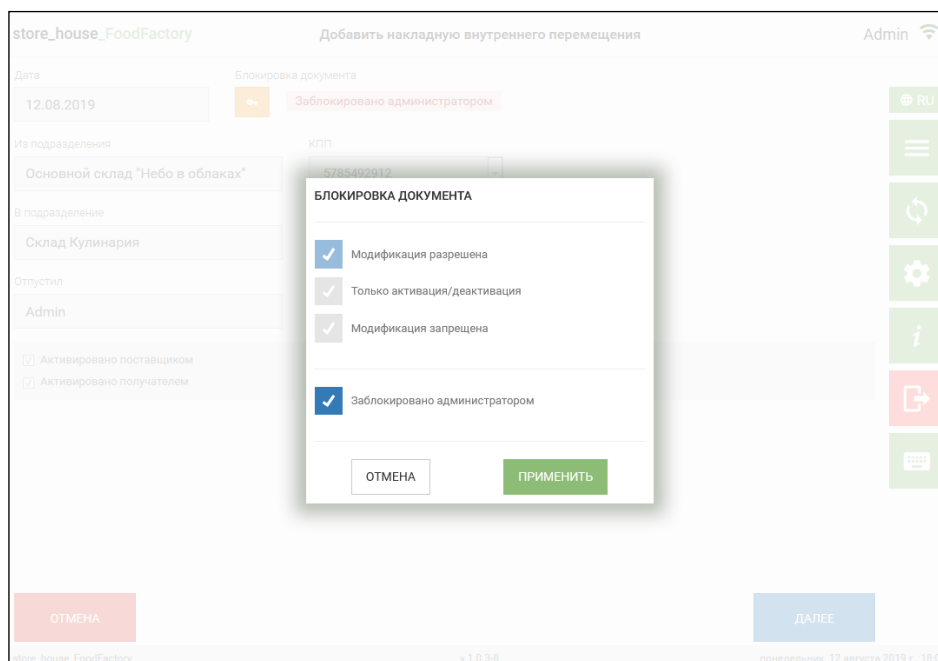 store_house_FoodFactory Добавить накладную внутреннего перемещения Admin
Дата Блокировка документа
12.08.2019 Заблокировано администратором
RU
Из подразделения КПП
Основной склад "Небо в облаках" 5785492912
БЛОКИРОВКА ДОКУМЕНТА
В подразделение
Склад Кулинария
Модификация разрешена
Отпустил
Только активация/деактивация
Admin
Модификация запрещена
Активировано поставщиком
Активировано получателем
Заблокировано администратором
ОТМЕНА ПРИМЕНИТЬ
ОТМЕНА ДАЛЕЕ
store_house_FoodFactory v.1.0.3-8 понедельник, 12 августа 2019 г., 18:0